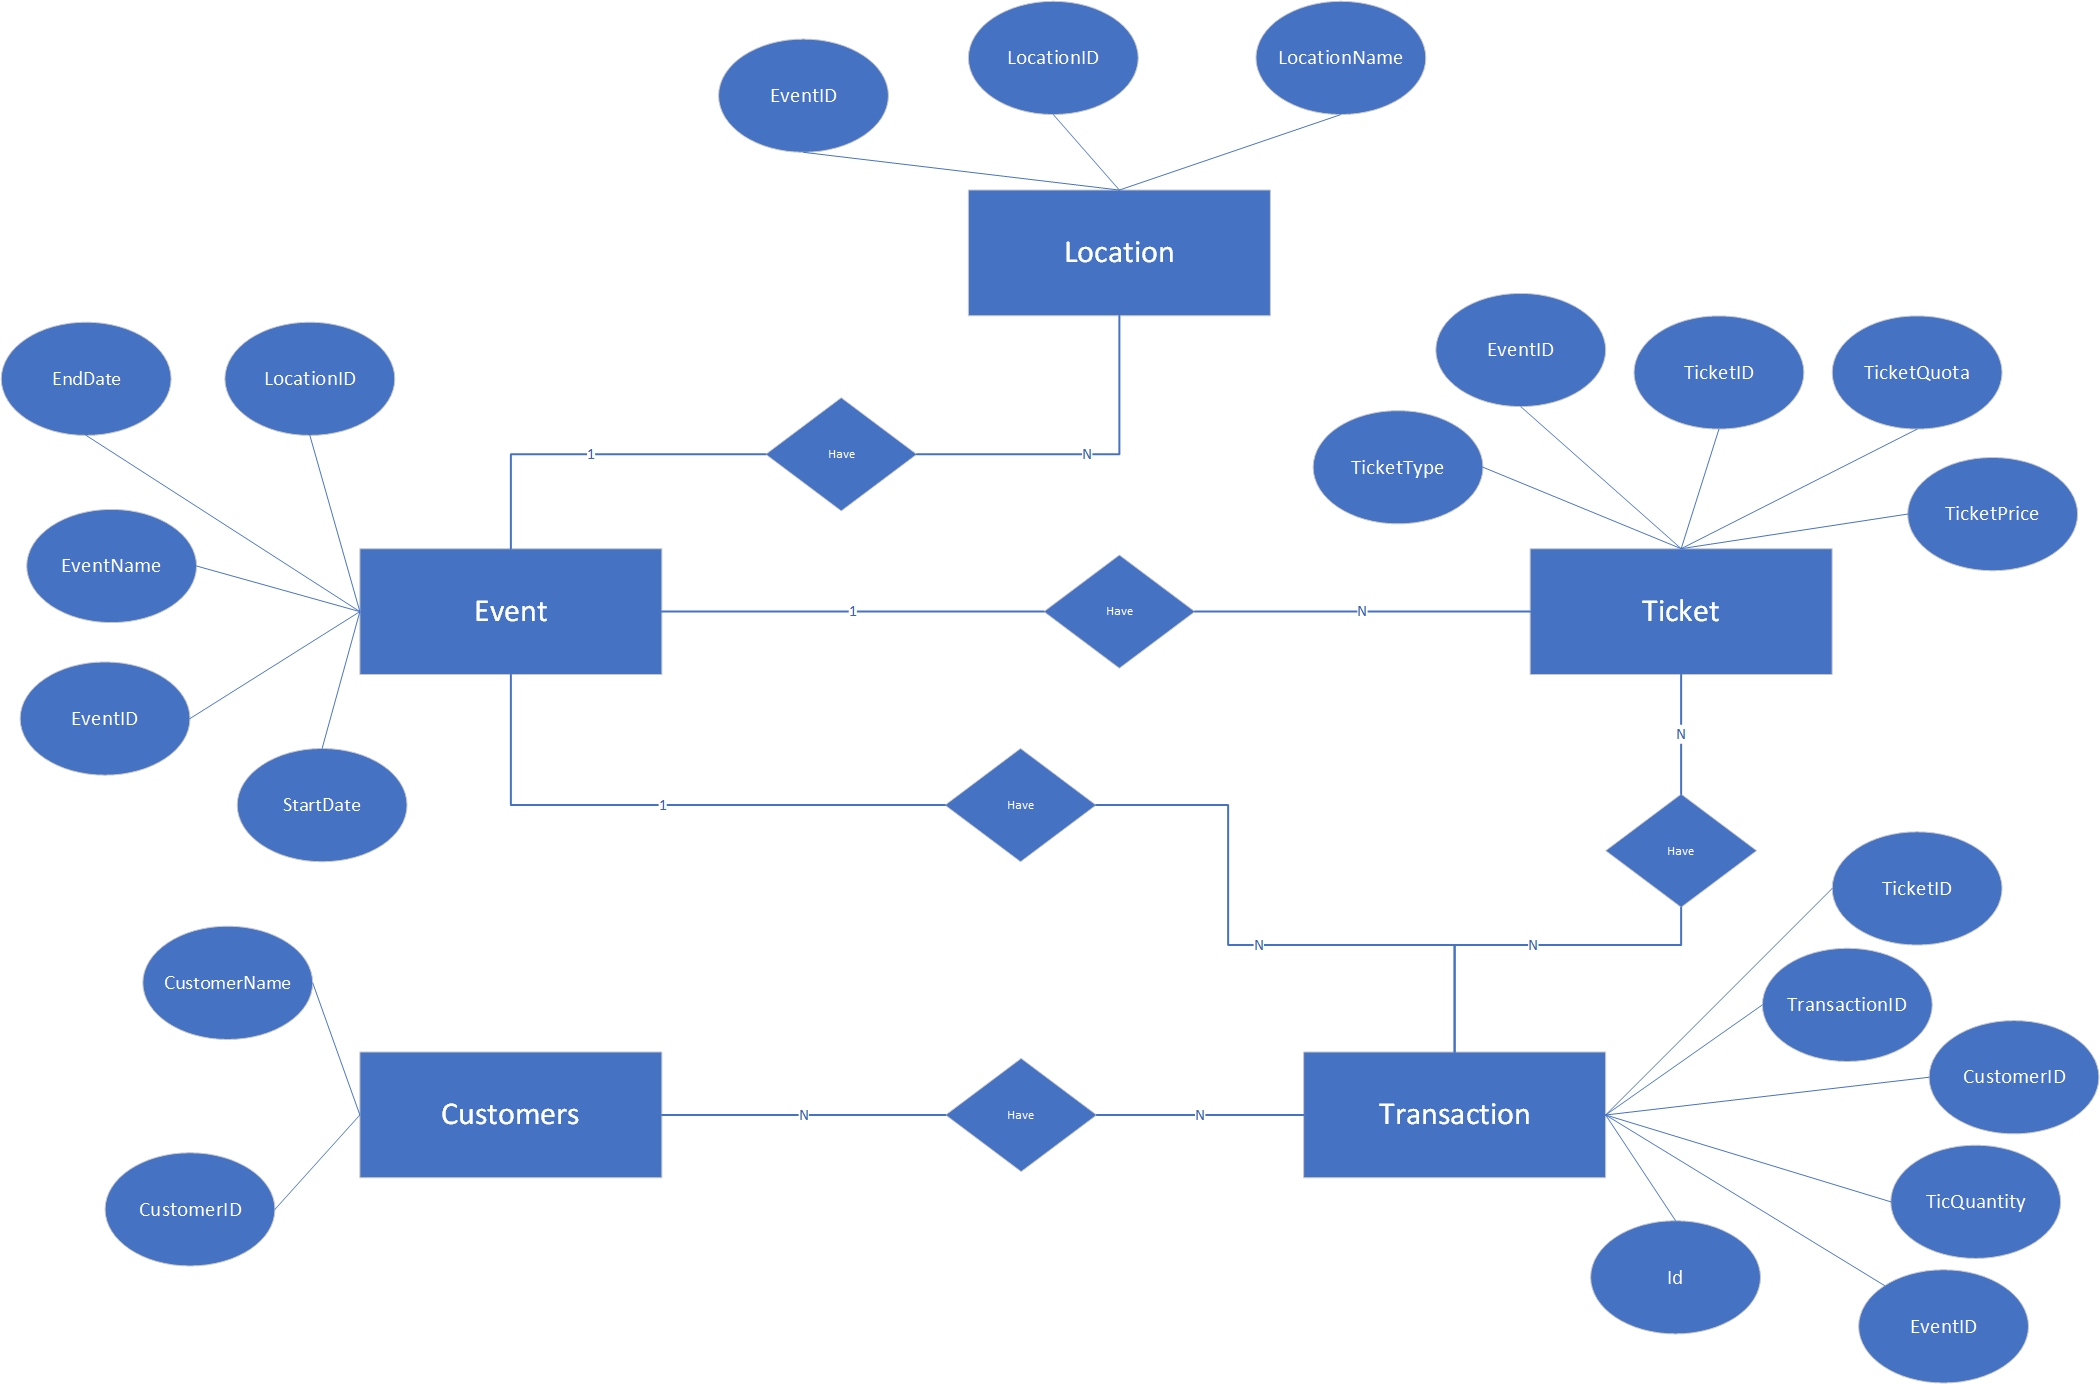 LocationID
LocationName
EventID
Location
EventID
TicketID
TicketQuota
EndDate
LocationID
1
Have
N
TicketType
TicketPrice
EventName
Event
1
Have
N
Ticket
EventID
N
StartDate
1
Have
Have
TicketID
N
N
CustomerName
TransactionID
CustomerID
Customers
N
Have
N
Transaction
TicQuantity
CustomerID
Id
EventID